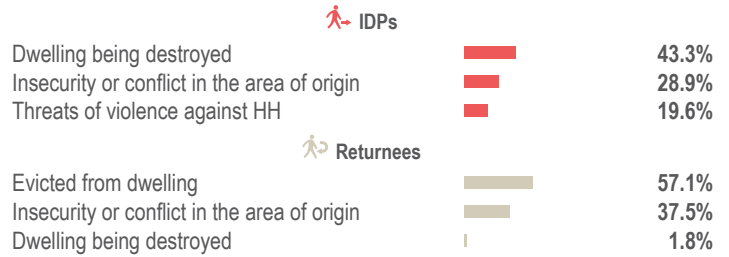 IDPs
Dwelling being destroyed 43.3%
Insecurity or conflict in the area of origin 28.9%
Threats of violence against HH 19.6%
Returnees
Evicted from dwelling 57.1%
Insecurity or conflict in the area of origin 37.5%
Dwelling being destroyed 1.8%